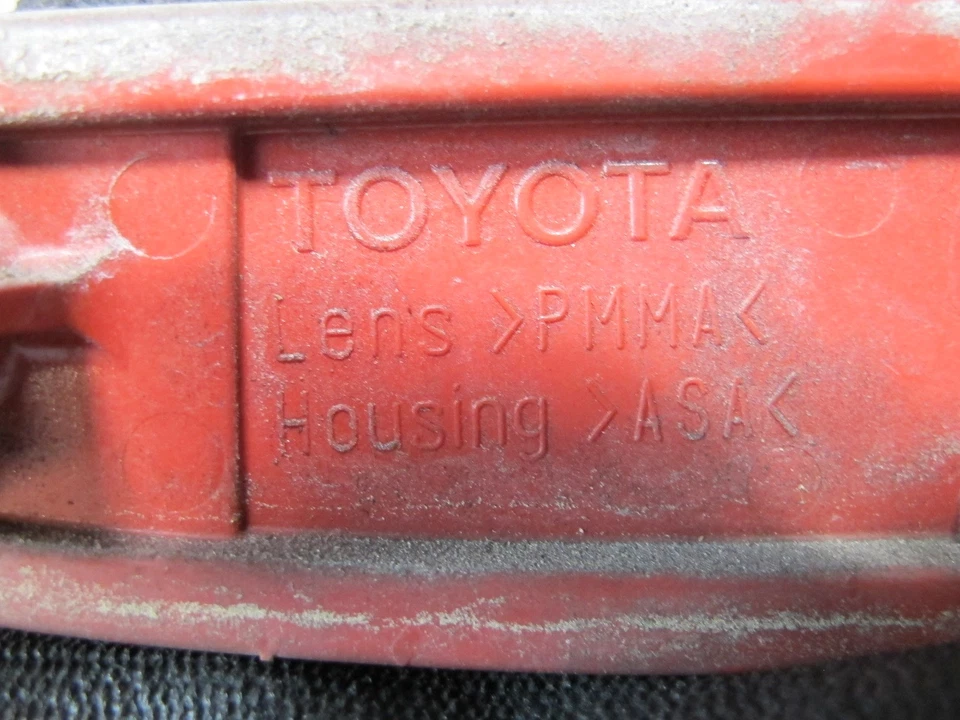 TOYOTA
Lens >PMMA<
Housing >ASA<